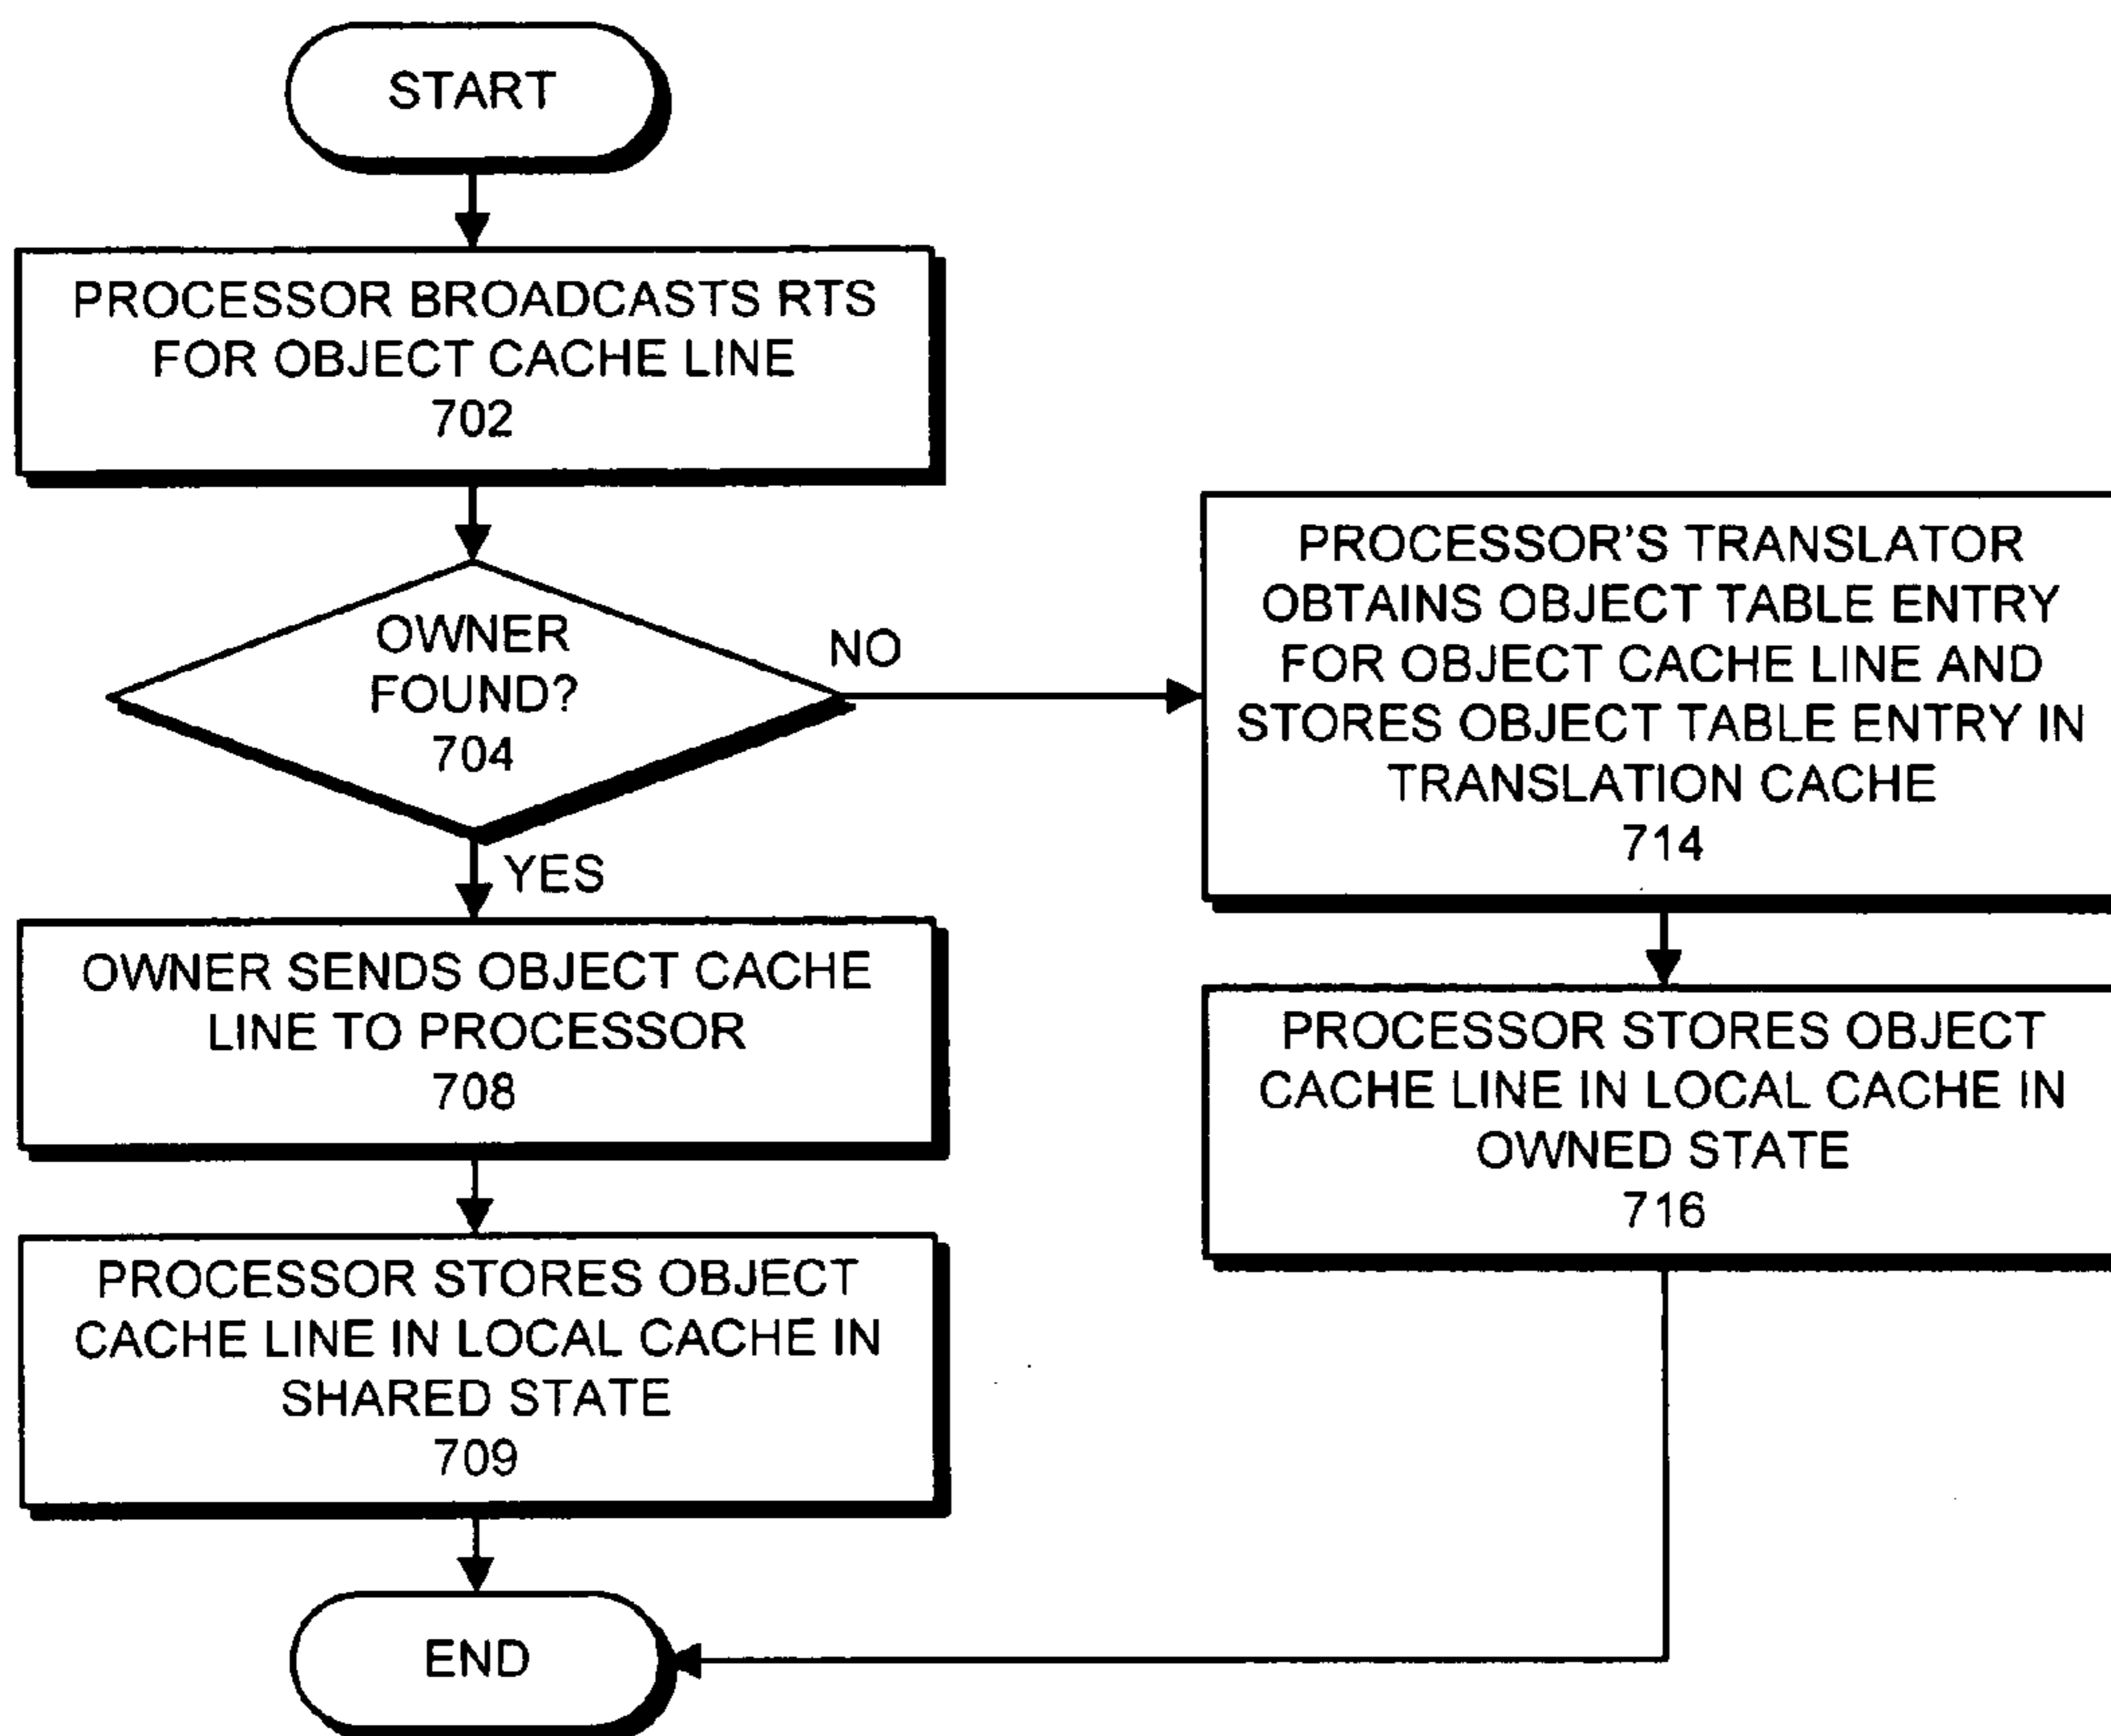 START
PROCESSOR BROADCASTS RTS
FOR OBJECT CACHE LINE
702
OWNER
FOUND?
704
NO
YES
OWNER SENDS OBJECT CACHE
LINE TO PROCESSOR
708
PROCESSOR STORES OBJECT
CACHE LINE IN LOCAL CACHE IN
SHARED STATE
709
END
PROCESSOR'S TRANSLATOR
OBTAINS OBJECT TABLE ENTRY
FOR OBJECT CACHE LINE AND
STORES OBJECT TABLE ENTRY IN
TRANSLATION CACHE
714
PROCESSOR STORES OBJECT
CACHE LINE IN LOCAL CACHE IN
OWNED STATE
716